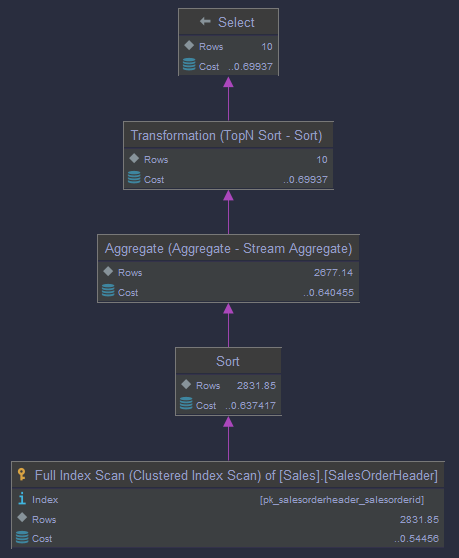 Select
Rows 10
Cost ..0.69937
Transformation (TopN Sort - Sort)
Rows 10
Cost ..0.69937
Aggregate (Aggregate - Stream Aggregate)
Rows 2677.14
Cost ..0.640455
Sort
Rows 2831.85
Cost ..0.637417
Full Index Scan (Clustered Index Scan) of [Sales].[SalesOrderHeader]
Index [pk_salesorderheader_salesorderid]
Rows 2831.85
Cost ..0.54456